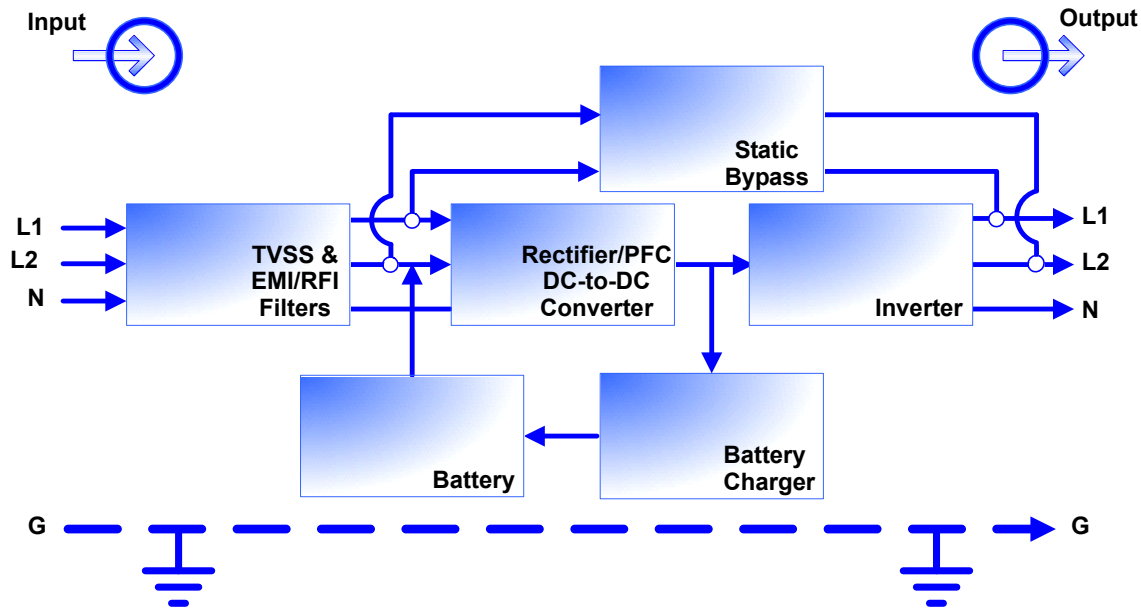 Input
Output
Static
Bypass
L1
L2
N
TVSS &
EMI/RFI
Filters
Rectifier/PFC
DC-to-DC
Converter
Inverter
L1
L2
N
Battery
Battery
Charger
G
G